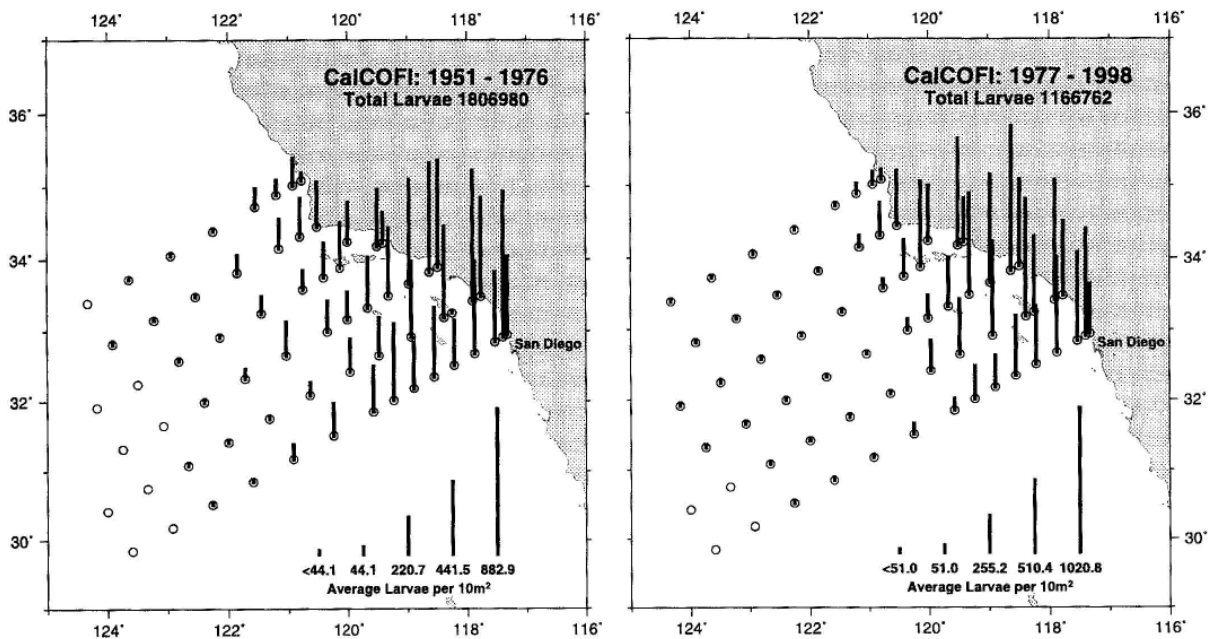 124° 122° 120° 118° 116°
CalCOFI: 1951 - 1976
Total Larvae 1806980
36°
34°
San Diego
32°
30°
<44.1 44.1 220.7 441.5 882.9
Average Larvae per 10m²
124° 122° 120° 118° 116°
124° 122° 120° 118° 116°
CalCOFI: 1977 - 1998
Total Larvae 1166762
36°
34°
San Diego
32°
30°
<51.0 51.0 255.2 510.4 1020.8
Average Larvae per 10m²
124° 122° 120° 118° 116°